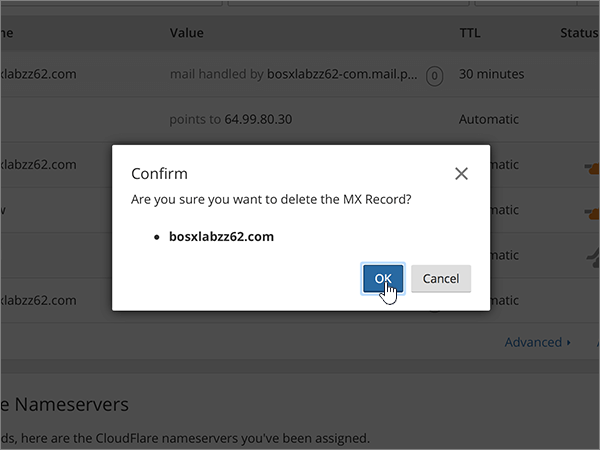 ne Value TTL Status
xlabzz62.com mail handled by bosxlabzz62-com.mail.p... 0 30 minutes
points to 64.99.80.30 Automatic
xlabzz62.com matic
w matic
Confirm
Are you sure you want to delete the MX Record?
• bosxlabzz62.com
OK Cancel
matic
xlabzz62.com matic
Advanced
e Nameservers
ds, here are the CloudFlare nameservers you've been assigned.